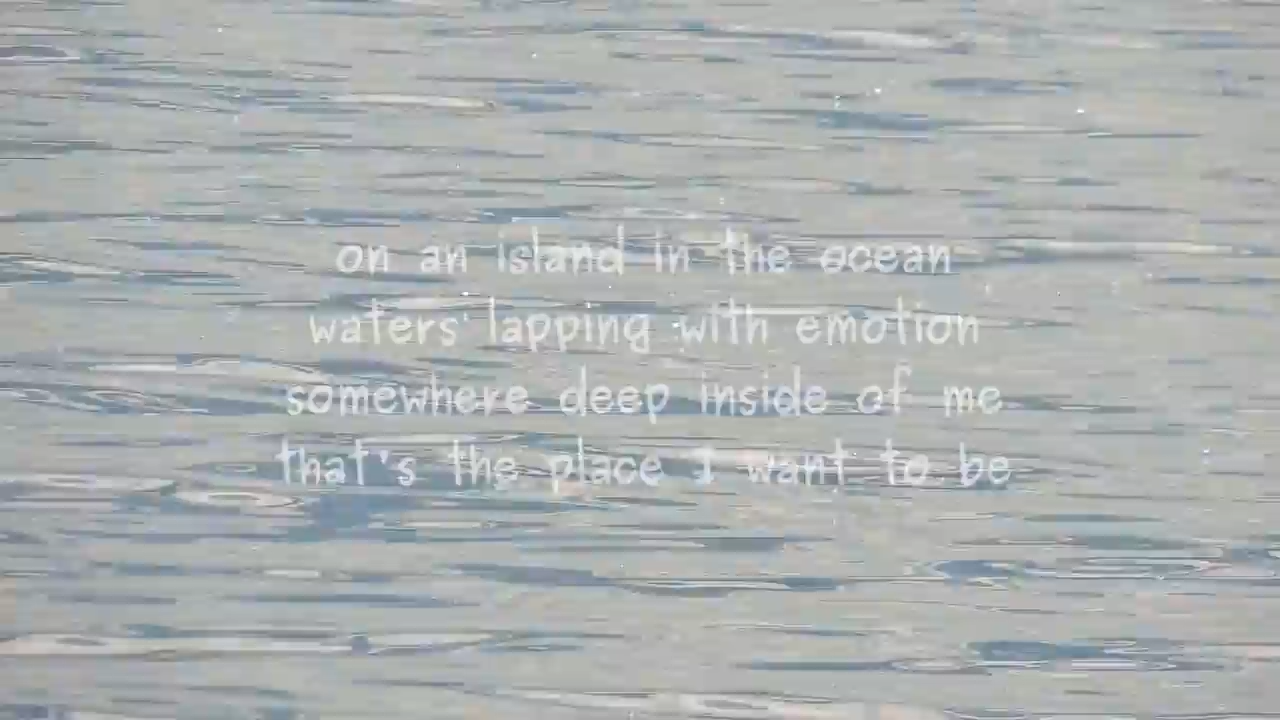 on an island in the ocean
waters lapping with emotion
somewhere deep inside of me
that's the place I want to be